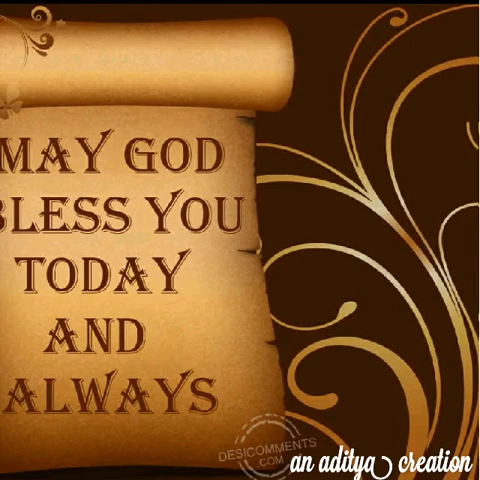 MAY GOD
BLESS YOU
TODAY
AND
ALWAYS
DESICOMMENTS
.COM
an aditya creation